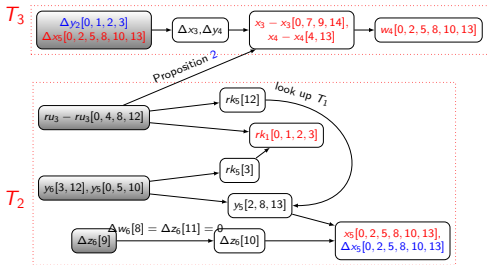 T₃
Δy₂[0, 1, 2, 3]
Δx₅[0, 2, 5, 8, 10, 13]
Δx₃, Δy₄
x₃ − x₃[0, 7, 9, 14],
x₄ − x₄[4, 13]
w₄[0, 2, 5, 8, 10, 13]
Proposition 2
T₂
ru₃ − ru₃[0, 4, 8, 12]
rk₅[12]
look up T₁
rk₁[0, 1, 2, 3]
rk₅[3]
y₆[3, 12], y₅[0, 5, 10]
y₅[2, 8, 13]
Δz₆[9]
Δw₆[8] = Δz₆[11] = 0
Δz₆[10]
x₅[0, 2, 5, 8, 10, 13],
Δx₅[0, 2, 5, 8, 10, 13]